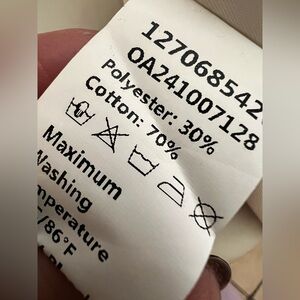 127068542
OA241007128
Polyester: 30%
Cotton: 70%
Maximum
Washing
mperature
/86°F